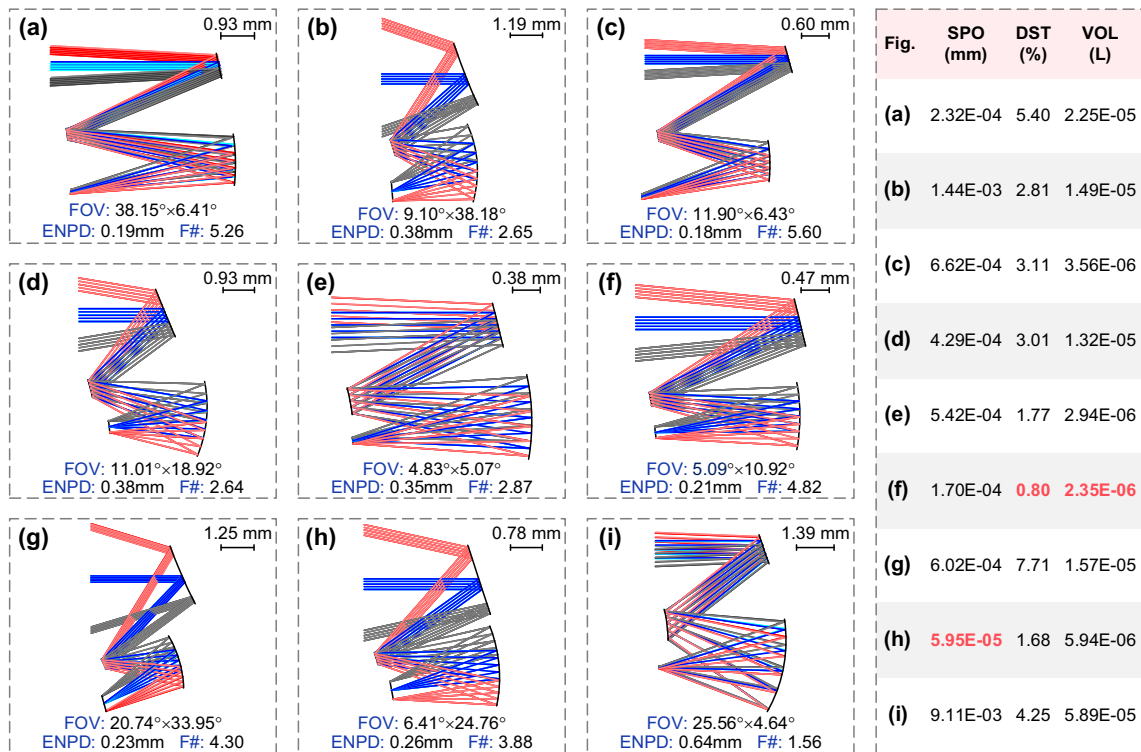 (a)
0.93 mm
FOV: 38.15°×6.41°
ENPD: 0.19mm F#: 5.26
(b)
1.19 mm
FOV: 9.10°×38.18°
ENPD: 0.38mm F#: 2.65
(c)
0.60 mm
FOV: 11.90°×6.43°
ENPD: 0.18mm F#: 5.60
(d)
0.93 mm
FOV: 11.01°×18.92°
ENPD: 0.38mm F#: 2.64
(e)
0.38 mm
FOV: 4.83°×5.07°
ENPD: 0.35mm F#: 2.87
(f)
0.47 mm
FOV: 5.09°×10.92°
ENPD: 0.21mm F#: 4.82
(g)
1.25 mm
FOV: 20.74°×33.95°
ENPD: 0.23mm F#: 4.30
(h)
0.78 mm
FOV: 6.41°×24.76°
ENPD: 0.26mm F#: 3.88
(i)
1.39 mm
FOV: 25.56°×4.64°
ENPD: 0.64mm F#: 1.56
Fig. SPO (mm) DST (%) VOL (L)
(a) 2.32E-04 5.40 2.25E-05
(b) 1.44E-03 2.81 1.49E-05
(c) 6.62E-04 3.11 3.56E-06
(d) 4.29E-04 3.01 1.32E-05
(e) 5.42E-04 1.77 2.94E-06
(f) 1.70E-04 0.80 2.35E-06
(g) 6.02E-04 7.71 1.57E-05
(h) 5.95E-05 1.68 5.94E-06
(i) 9.11E-03 4.25 5.89E-05